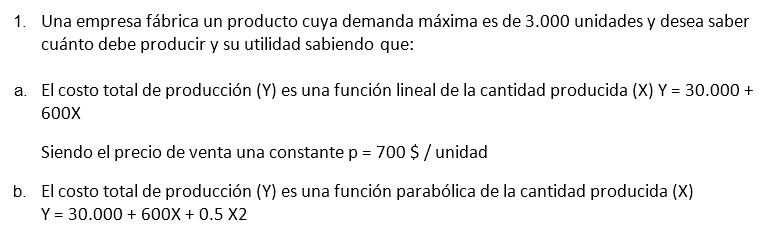 1. Una empresa fábrica un producto cuya demanda máxima es de 3.000 unidades y desea saber
cuánto debe producir y su utilidad sabiendo que:
a. El costo total de producción (Y) es una función lineal de la cantidad producida (X) Y = 30.000 +
600X
Siendo el precio de venta una constante p = 700 $ / unidad
b. El costo total de producción (Y) es una función parabólica de la cantidad producida (X)
Y = 30.000 + 600X + 0.5 X2